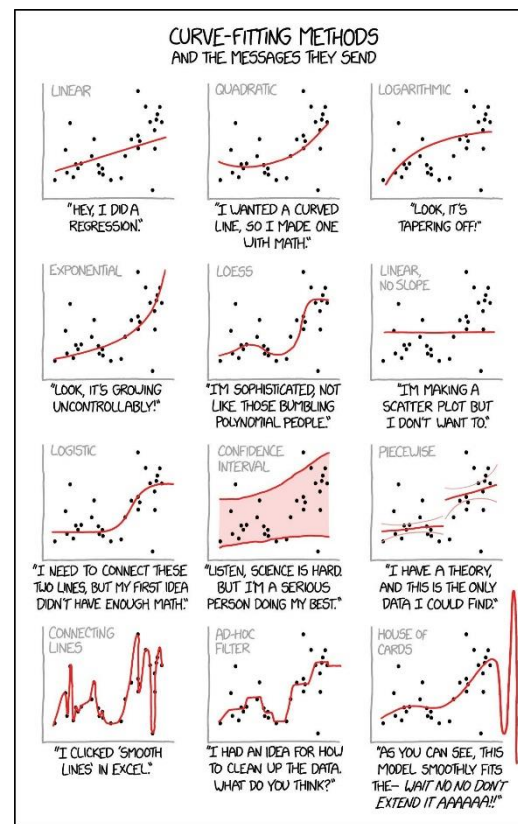 CURVE-FITTING METHODS
AND THE MESSAGES THEY SEND
LINEAR
"HEY, I DID A
REGRESSION."
QUADRATIC
"I WANTED A CURVED
LINE, SO I MADE ONE
WITH MATH."
LOGARITHMIC
"LOOK, IT'S
TAPERING OFF!"
EXPONENTIAL
"LOOK, IT'S GROWING
UNCONTROLLABLY!"
LOESS
"I'M SOPHISTICATED, NOT
LIKE THOSE BUMBLING
POLYNOMIAL PEOPLE."
LINEAR,
NO SLOPE
"I'M MAKING A
SCATTER PLOT BUT
I DON'T WANT TO."
LOGISTIC
"I NEED TO CONNECT THESE
TWO LINES, BUT MY FIRST IDEA
DIDN'T HAVE ENOUGH MATH."
CONFIDENCE
INTERVAL
"LISTEN, SCIENCE IS HARD.
BUT I'M A SERIOUS
PERSON DOING MY BEST."
PIECEWISE
"I HAVE A THEORY,
AND THIS IS THE ONLY
DATA I COULD FIND."
CONNECTING
LINES
"I CLICKED 'SMOOTH
LINES' IN EXCEL."
AD-HOC
FILTER
"I HAD AN IDEA FOR HOW
TO CLEAN UP THE DATA.
WHAT DO YOU THINK?"
HOUSE OF
CARDS
"AS YOU CAN SEE, THIS
MODEL SMOOTHLY FITS
THE- WAIT NO NO DON'T
EXTEND IT AAAAAA!!"